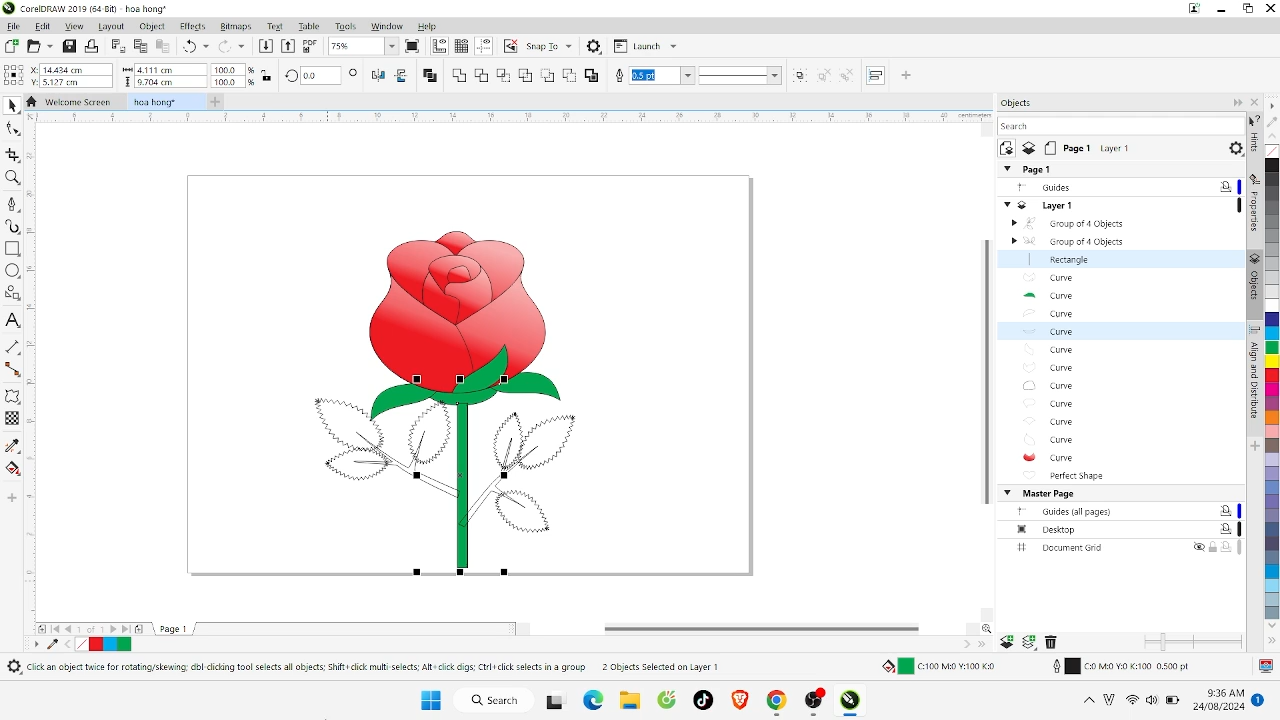 CorelDRAW 2019 (64-Bit) - hoa hong*
File Edit View Layout Object Effects Bitmaps Text Table Tools Window Help
75% Snap To Launch
X: 14.434 cm 4.111 cm 100.0 % 0.0 0.5 pt
Y: 5.127 cm 9.704 cm 100.0 %
Welcome Screen hoa hong*
centimeters
Objects
Search
Page 1 Layer 1
Page 1
Guides
Layer 1
Group of 4 Objects
Group of 4 Objects
Rectangle
Curve
Curve
Curve
Curve
Curve
Curve
Curve
Curve
Curve
Curve
Curve
Perfect Shape
Master Page
Guides (all pages)
Desktop
Document Grid
Hints
Properties
Objects
Align and Distribute
1 of 1 Page 1
Click an object twice for rotating/skewing; dbl-clicking tool selects all objects; Shift+click multi-selects; Alt+click digs; Ctrl+click selects in a group 2 Objects Selected on Layer 1 C:100 M:0 Y:100 K:0 C:0 M:0 Y:0 K:100 0.500 pt
Search
9:36 AM
24/08/2024
1